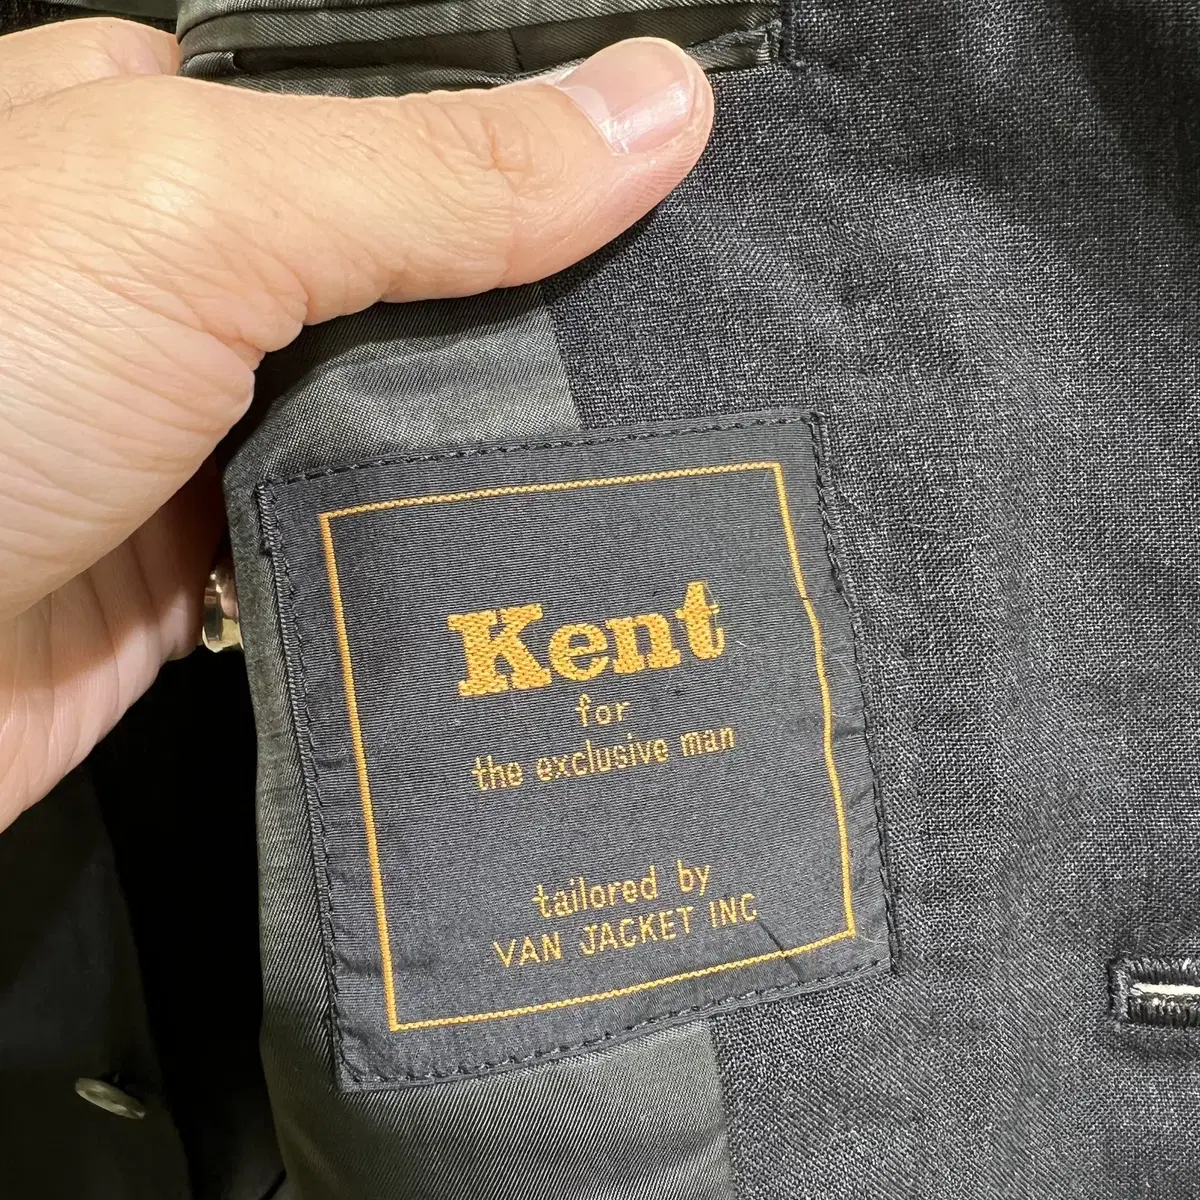 Kent
for
the exclusive man
tailored by
VAN JACKET INC